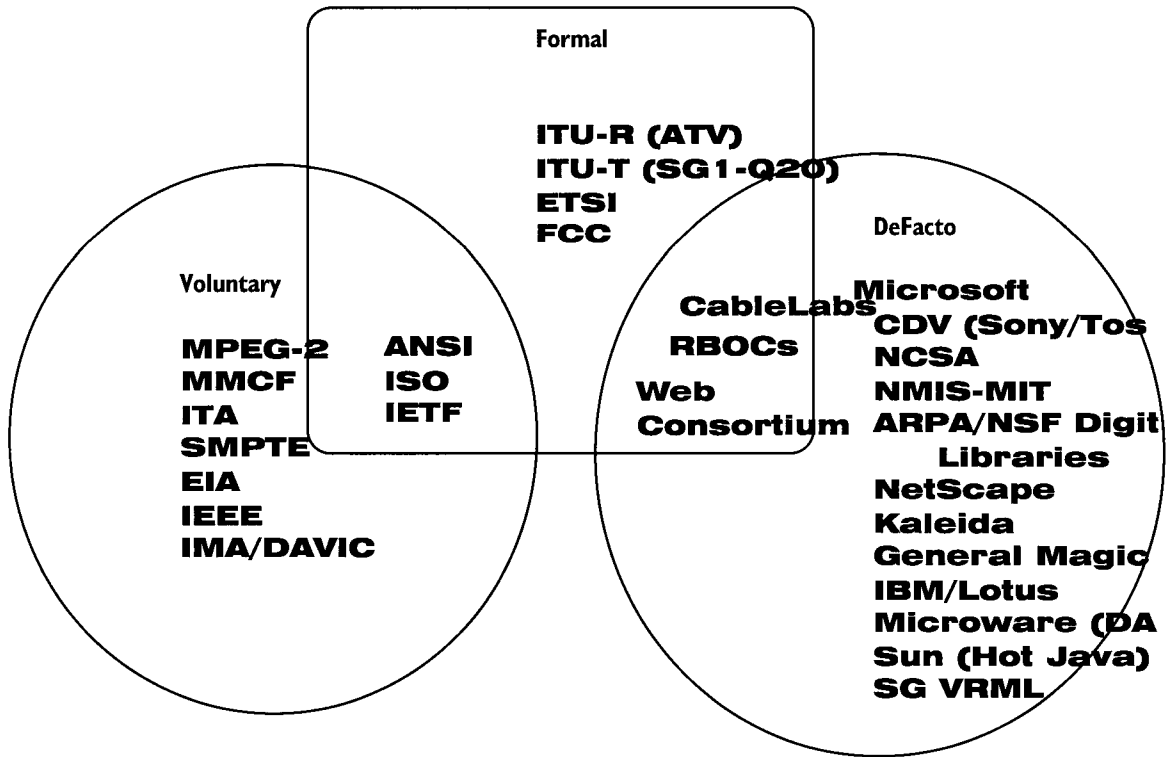 Formal
ITU-R (ATV)
ITU-T (SG1-Q20)
ETSI
FCC
Voluntary
MPEG-2
MMCF
ITA
SMPTE
EIA
IEEE
IMA/DAVIC
ANSI
ISO
IETF
CableLabs
RBOCs
Web
Consortium
DeFacto
Microsoft
CDV (Sony/Tos
NCSA
NMIS-MIT
ARPA/NSF Digit
Libraries
NetScape
Kaleida
General Magic
IBM/Lotus
Microware (DA
Sun (Hot Java)
SG VRML